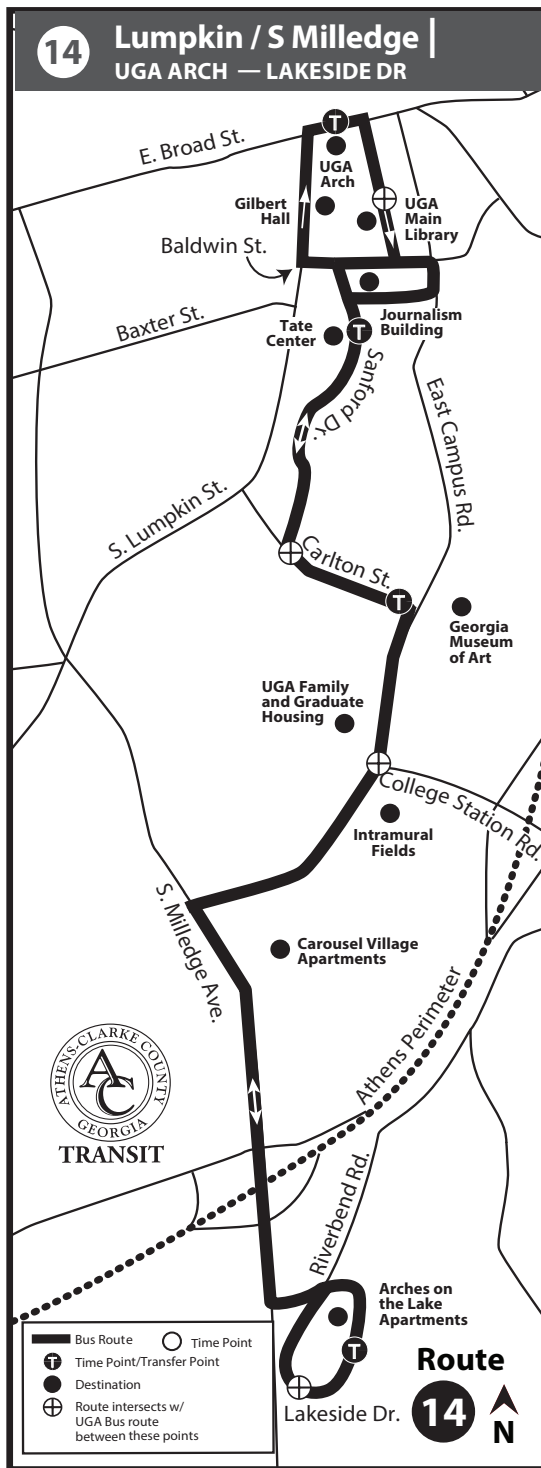 14
Lumpkin / S Milledge |
UGA ARCH — LAKESIDE DR
T
E. Broad St.
UGA
Arch
Gilbert
Hall
UGA
Main
Library
Baldwin St.
Baxter St.
Tate
Center
T
Journalism
Building
Sanford Dr.
East Campus Rd.
S. Lumpkin St.
Carlton St.
T
Georgia
Museum
of Art
UGA Family
and Graduate
Housing
College Station Rd.
Intramural
Fields
S. Milledge Ave.
Carousel Village
Apartments
Athens Perimeter
ATHENS-CLARKE COUNTY
AC
GEORGIA
TRANSIT
Riverbend Rd.
Arches on
the Lake
Apartments
T
Lakeside Dr.
Route
14
N
Bus Route
Time Point
T
Time Point/Transfer Point
Destination
Route intersects w/
UGA Bus route
between these points